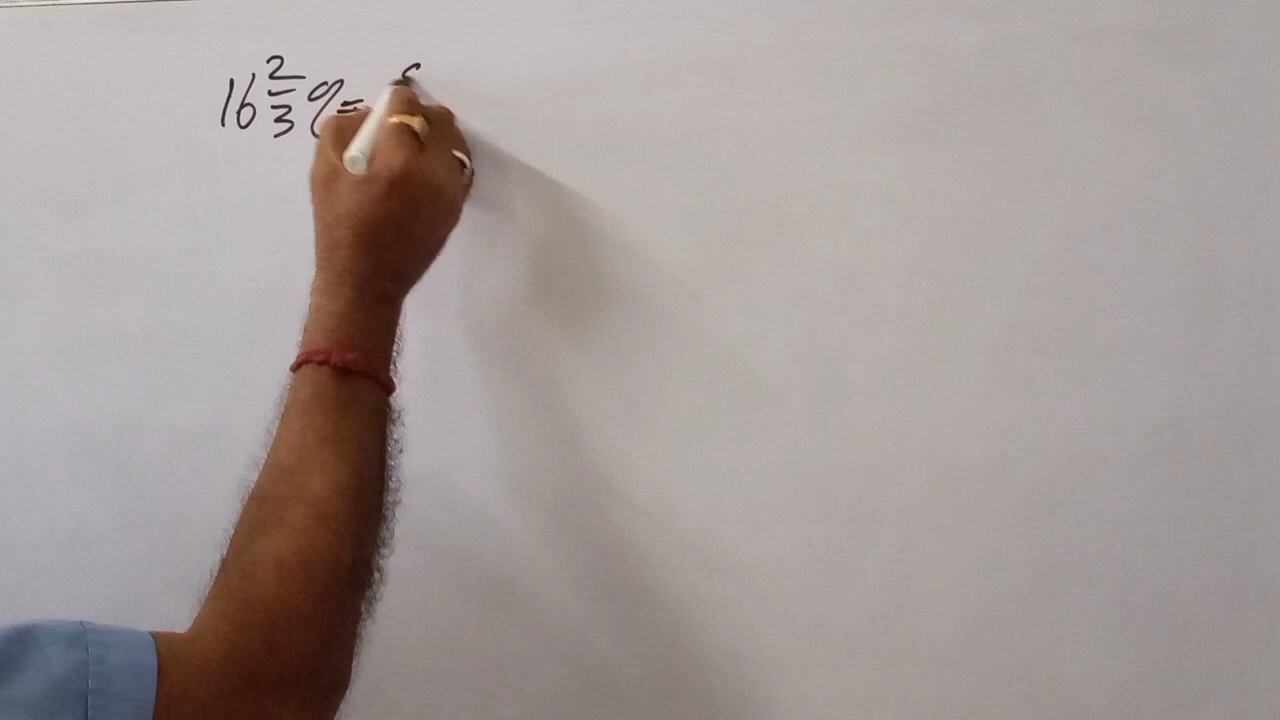 16 2/3 % =